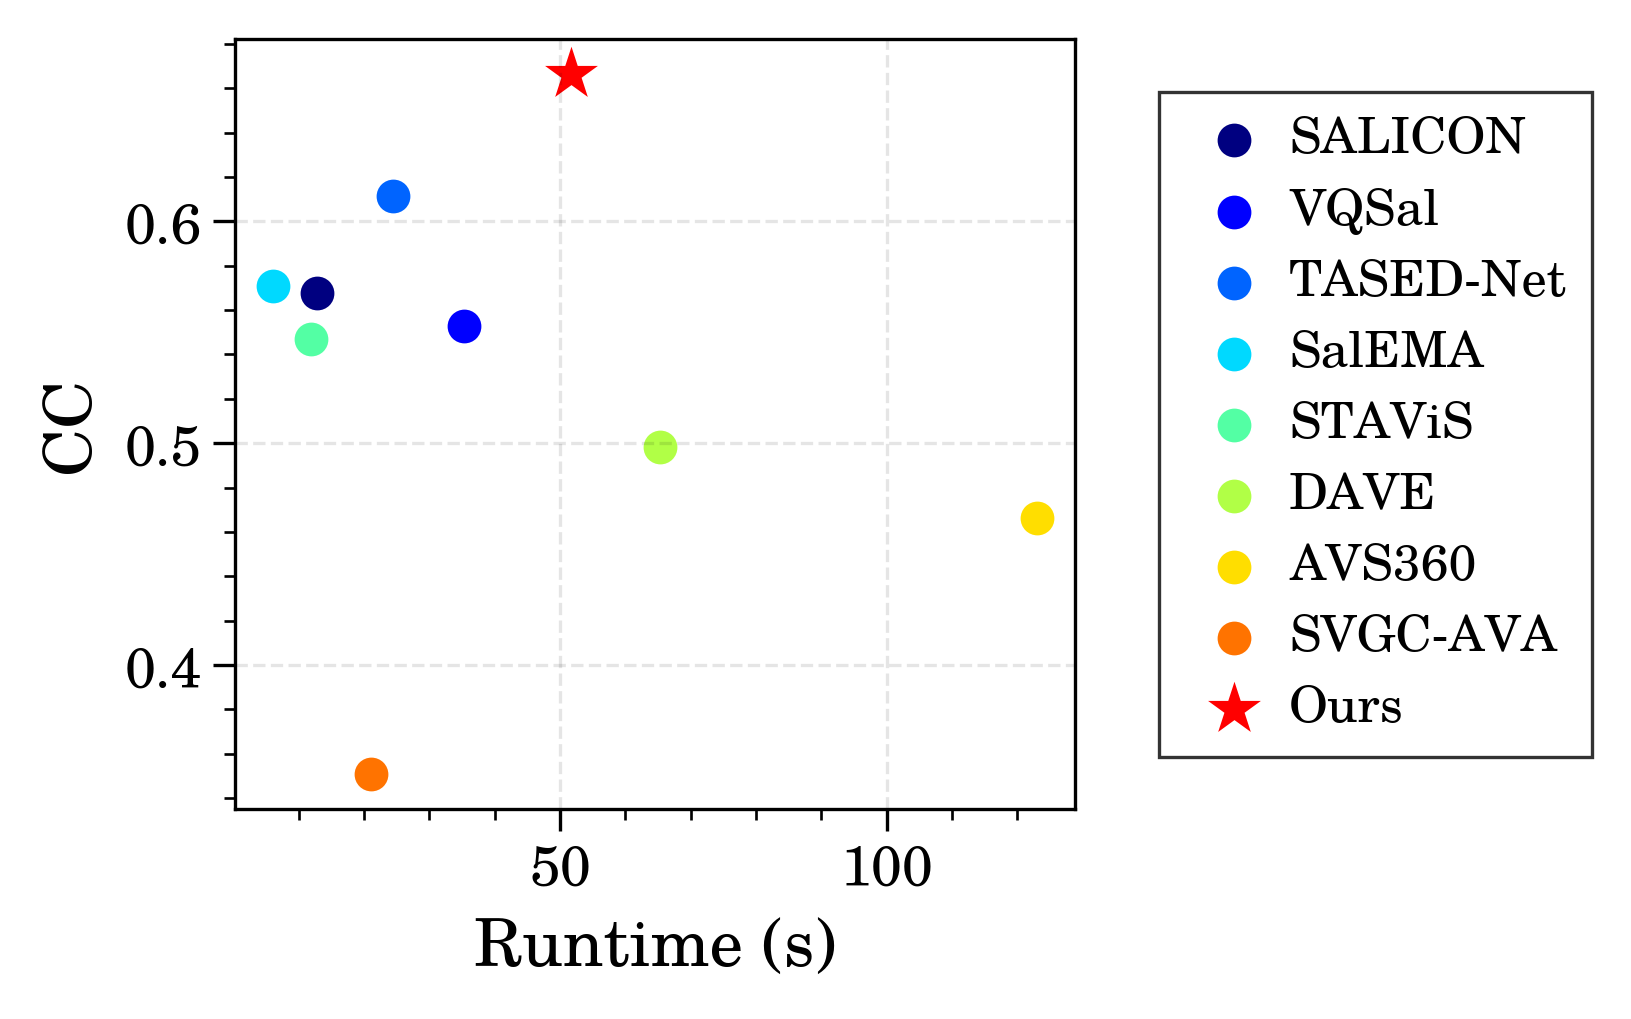 0.6
0.5
0.4
CC
50
100
Runtime (s)
SALICON
VQSal
TASED-Net
SalEMA
STAViS
DAVE
AVS360
SVGC-AVA
Ours